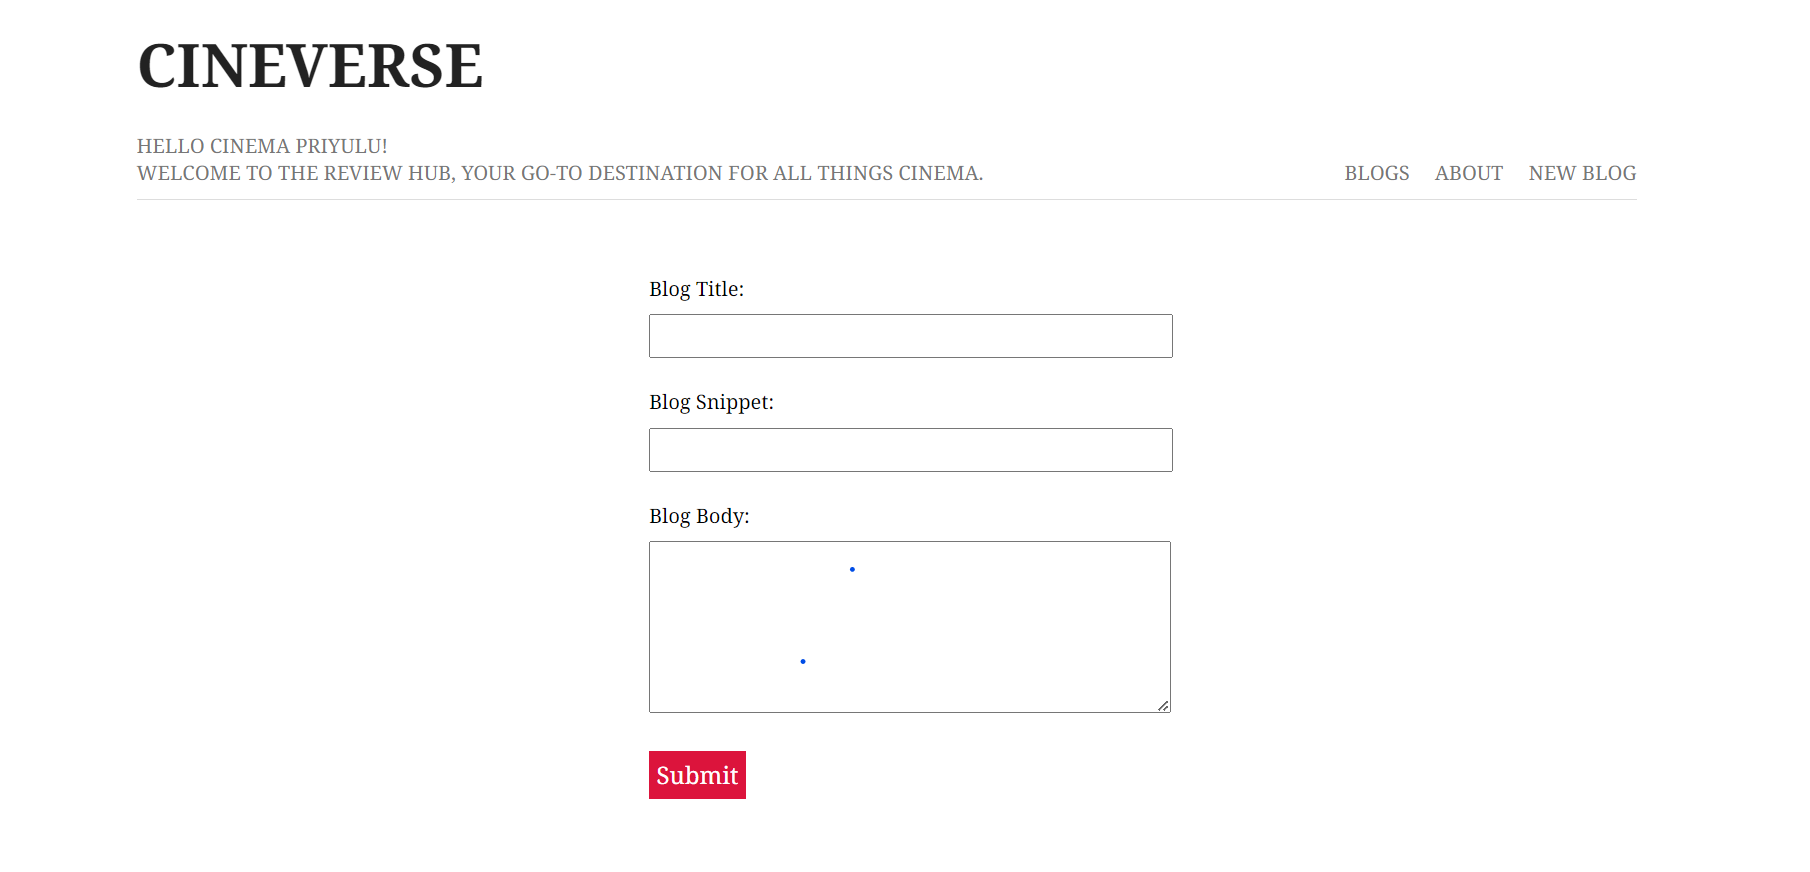 CINEVERSE
HELLO CINEMA PRIYULU!
WELCOME TO THE REVIEW HUB, YOUR GO-TO DESTINATION FOR ALL THINGS CINEMA.
BLOGS ABOUT NEW BLOG
Blog Title:
Blog Snippet:
Blog Body:
Submit